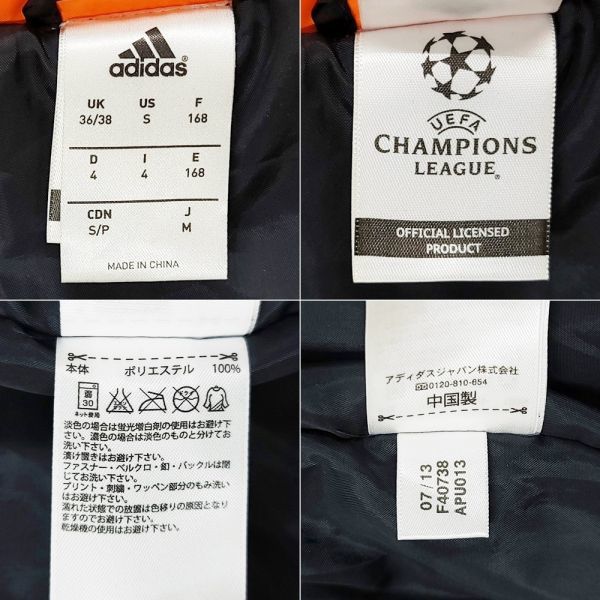 adidas
UK US F
36/38 S 168
D I E
4 4 168
CDN J
S/P M
MADE IN CHINA
UEFA
CHAMPIONS
LEAGUE®
OFFICIAL LICENSED
PRODUCT
本体 ポリエステル 100%
弱
30
ネット使用
淡色の場合は蛍光増白剤の使用はお避け下
さい。濃色の場合は淡色のものと分けてお
洗い下さい。
漬け置きはお避け下さい。
ファスナー・ベルクロ・釦・バックルは閉
じてお洗い下さい。
プリント・刺繍・ワッペン部分のもみ洗い
はお避け下さい。
濡れた状態での放置は色移りの原因となり
ますのでお避け下さい。
乾燥機の使用はお避け下さい。
アディダスジャパン株式会社
0120-810-654
中国製
07/13
F40738
APU013